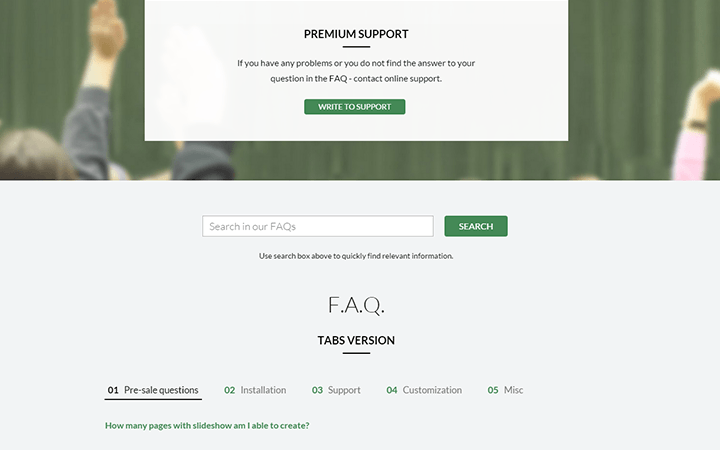 PREMIUM SUPPORT
If you have any problems or you do not find the answer to your
question in the FAQ - contact online support.
WRITE TO SUPPORT
Search in our FAQs
SEARCH
Use search box above to quickly find relevant information.
F.A.Q.
TABS VERSION
01 Pre-sale questions 02 Installation 03 Support 04 Customization 05 Misc
How many pages with slideshow am I able to create?